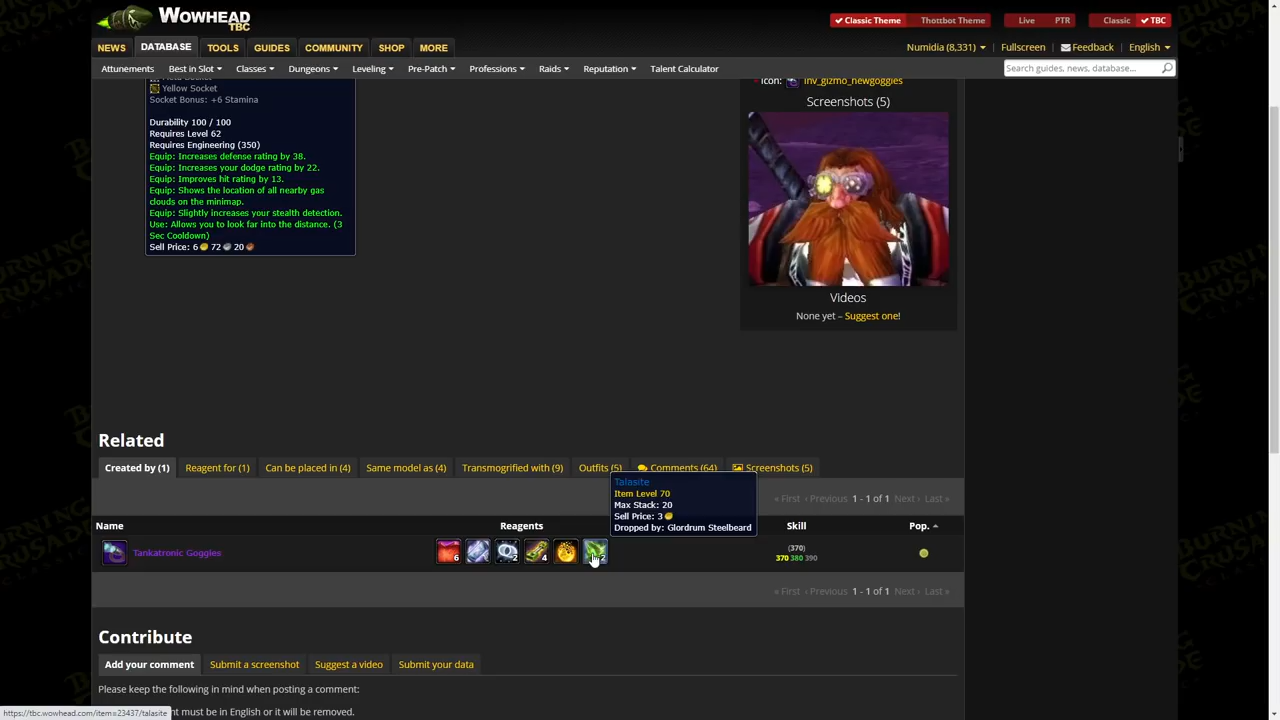 WOWHEAD
TBC
Classic Theme Thottbot Theme Live PTR Classic TBC
NEWS DATABASE TOOLS GUIDES COMMUNITY SHOP MORE
Numidia (8,331) Fullscreen Feedback English
Attunements Best in Slot Classes Dungeons Leveling Pre-Patch Professions Raids Reputation Talent Calculator
Search guides, news, database...
Meta Socket
Yellow Socket
Socket Bonus: +6 Stamina
Durability 100 / 100
Requires Level 62
Requires Engineering (350)
Equip: Increases defense rating by 38.
Equip: Increases your dodge rating by 22.
Equip: Improves hit rating by 13.
Equip: Shows the location of all nearby gas
clouds on the minimap.
Equip: Slightly increases your stealth detection.
Use: Allows you to look far into the distance. (3
Sec Cooldown)
Sell Price: 6 72 20
Icon: inv_gizmo_newgoggles
Screenshots (5)
Videos
None yet – Suggest one!
Related
Created by (1) Reagent for (1) Can be placed in (4) Same model as (4) Transmogrified with (9) Outfits (5) Comments (64) Screenshots (5)
Talasite
Item Level 70
Max Stack: 20
Sell Price: 3
Dropped by: Glordrum Steelbeard
« First ‹ Previous 1 - 1 of 1 Next › Last »
Name Reagents Skill Pop.
Tankatronic Goggles 6 2 4 2 (370)
370 380 390
« First ‹ Previous 1 - 1 of 1 Next › Last »
Contribute
Add your comment Submit a screenshot Suggest a video Submit your data
Please keep the following in mind when posting a comment:
https://tbc.wowhead.com/item=23437/talasite
nt must be in English or it will be removed.
BURNING CRUSADE
CLASSIC
BURNING CRUSADE
CLASSIC